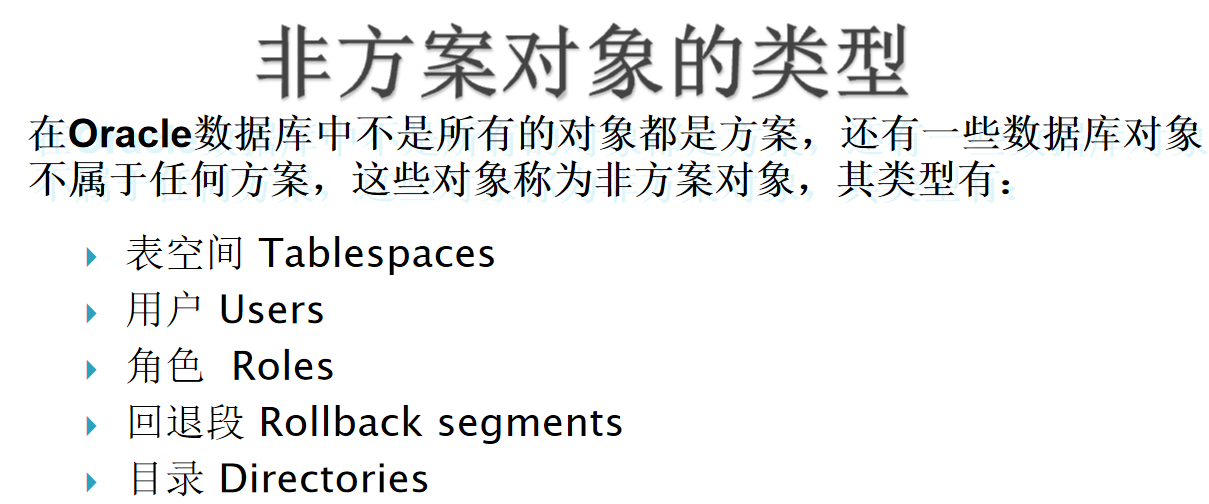 非方案对象的类型
在Oracle数据库中不是所有的对象都是方案，还有一些数据库对象
不属于任何方案，这些对象称为非方案对象，其类型有：
表空间 Tablespaces
用户 Users
角色 Roles
回退段 Rollback segments
目录 Directories